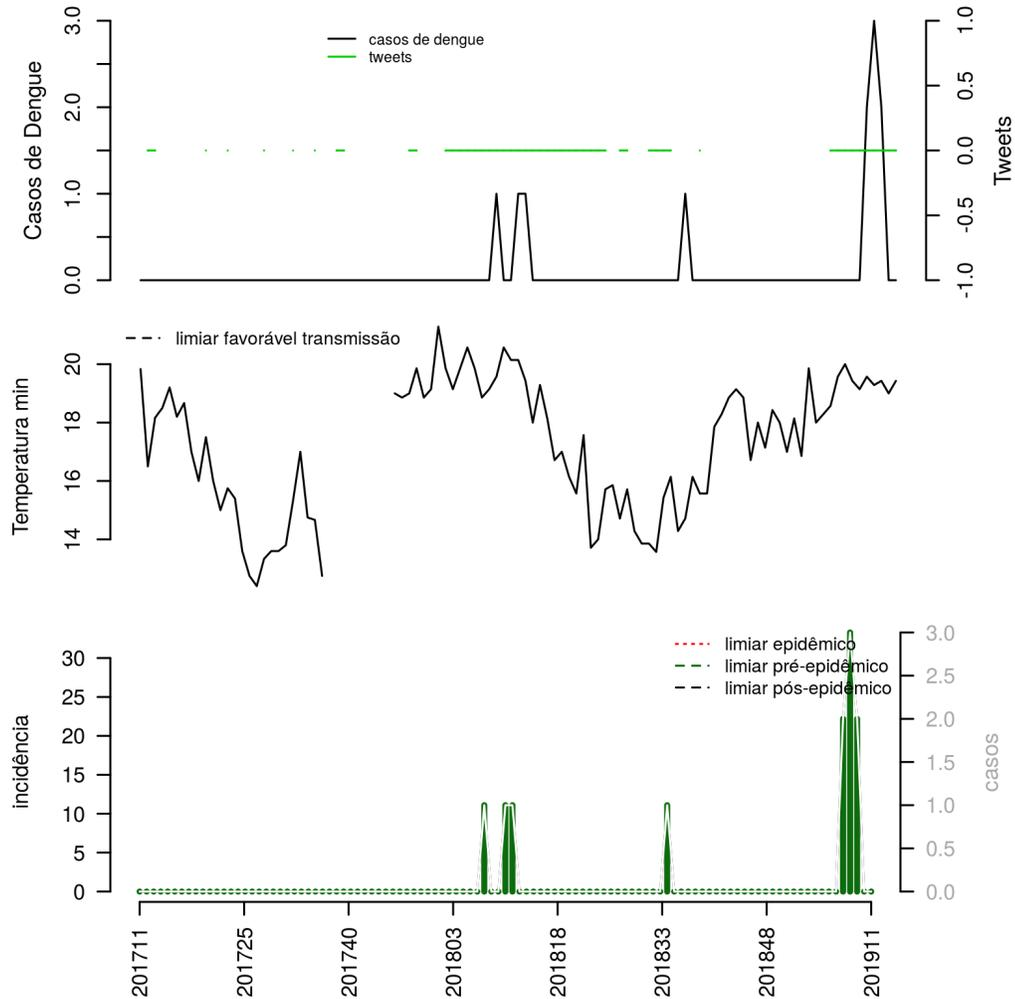 casos de dengue
tweets
Casos de Dengue
0.0 1.0 2.0 3.0
Tweets
-1.0 -0.5 0.0 0.5 1.0
limiar favorável transmissão
Temperatura min
14 16 18 20
limiar epidêmico
limiar pré-epidêmico
limiar pós-epidêmico
incidência
0 5 10 15 20 25 30
casos
0.0 0.5 1.0 1.5 2.0 2.5 3.0
201711 201725 201740 201803 201818 201833 201848 201911